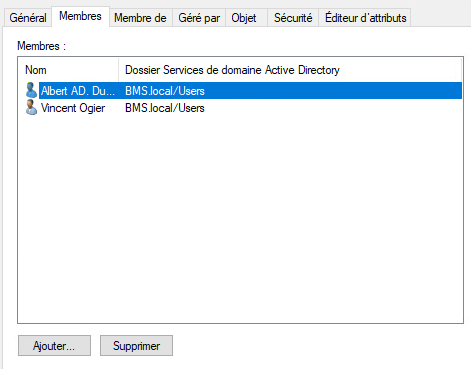 Général Membres Membre de Géré par Objet Sécurité Éditeur d'attributs
Membres :
Nom Dossier Services de domaine Active Directory
Albert AD. Du... BMS.local/Users
Vincent Ogier BMS.local/Users
Ajouter... Supprimer